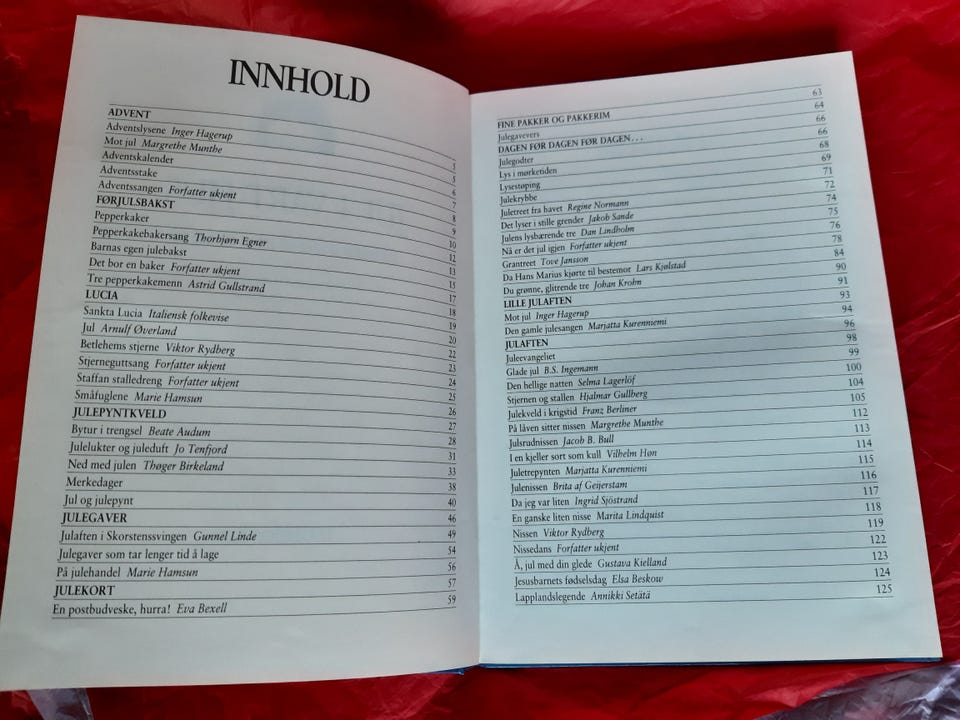 INNHOLD
ADVENT
Adventslysene Inger Hagerup 5
Mot jul Margrethe Munthe 6
Adventskalender 7
Adventsstake 8
Adventssangen Forfatter ukjent 9
FØRJULSBAKST 10
Pepperkaker 12
Pepperkakebakersang Thorbjørn Egner 13
Barnas egen julebakst 15
Det bor en baker Forfatter ukjent 17
Tre pepperkakemenn Astrid Gullstrand 18
LUCIA 19
Sankta Lucia Italiensk folkevise 20
Jul Arnulf Øverland 22
Betlehems stjerne Viktor Rydberg 23
Stjerneguttsang Forfatter ukjent 24
Staffan stalledreng Forfatter ukjent 25
Småfuglene Marie Hamsun 26
JULEPYNTKVELD 27
Bytur i trengsel Beate Audum 28
Julelukter og juleduft Jo Tenfjord 31
Ned med julen Thøger Birkeland 33
Merkedager 38
Jul og julepynt 40
JULEGAVER 46
Julaften i Skorstenssvingen Gunnel Linde 49
Julegaver som tar lenger tid å lage 54
På julehandel Marie Hamsun 56
JULEKORT 57
En postbudveske, hurra! Eva Bexell 59
FINE PAKKER OG PAKKERIM 63
Julegavevers 64
DAGEN FØR DAGEN FØR DAGEN... 66
Julegodter 66
Lys i mørketiden 68
Lysestøping 69
Julekrybbe 71
Juletreet fra havet Regine Normann 72
Det lyser i stille grender Jakob Sande 74
Julens lysbærende tre Dan Lindholm 75
Nå er det jul igjen Forfatter ukjent 76
Grantreet Tove Jansson 78
Da Hans Marius kjørte til bestemor Lars Kjølstad 84
Du grønne, glitrende tre Johan Krohn 90
LILLE JULAFTEN 91
Mot jul Inger Hagerup 93
Den gamle julesangen Marjatta Kurenniemi 94
JULAFTEN 96
Juleevangeliet 98
Glade jul B.S. Ingemann 99
Den hellige natten Selma Lagerlöf 100
Stjernen og stallen Hjalmar Gullberg 104
Julekveld i krigstid Franz Berliner 105
På låven sitter nissen Margrethe Munthe 112
Julsrudnissen Jacob B. Bull 113
I en kjeller sort som kull Vilhelm Høn 114
Juletrepynten Marjatta Kurenniemi 115
Julenissen Brita af Geijerstam 116
Da jeg var liten Ingrid Sjöstrand 117
En ganske liten nisse Marita Lindquist 118
Nissen Viktor Rydberg 119
Nissedans Forfatter ukjent 122
Å, jul med din glede Gustava Kielland 123
Jesusbarnets fødselsdag Elsa Beskow 124
Lapplandslegende Annikki Setätä 125